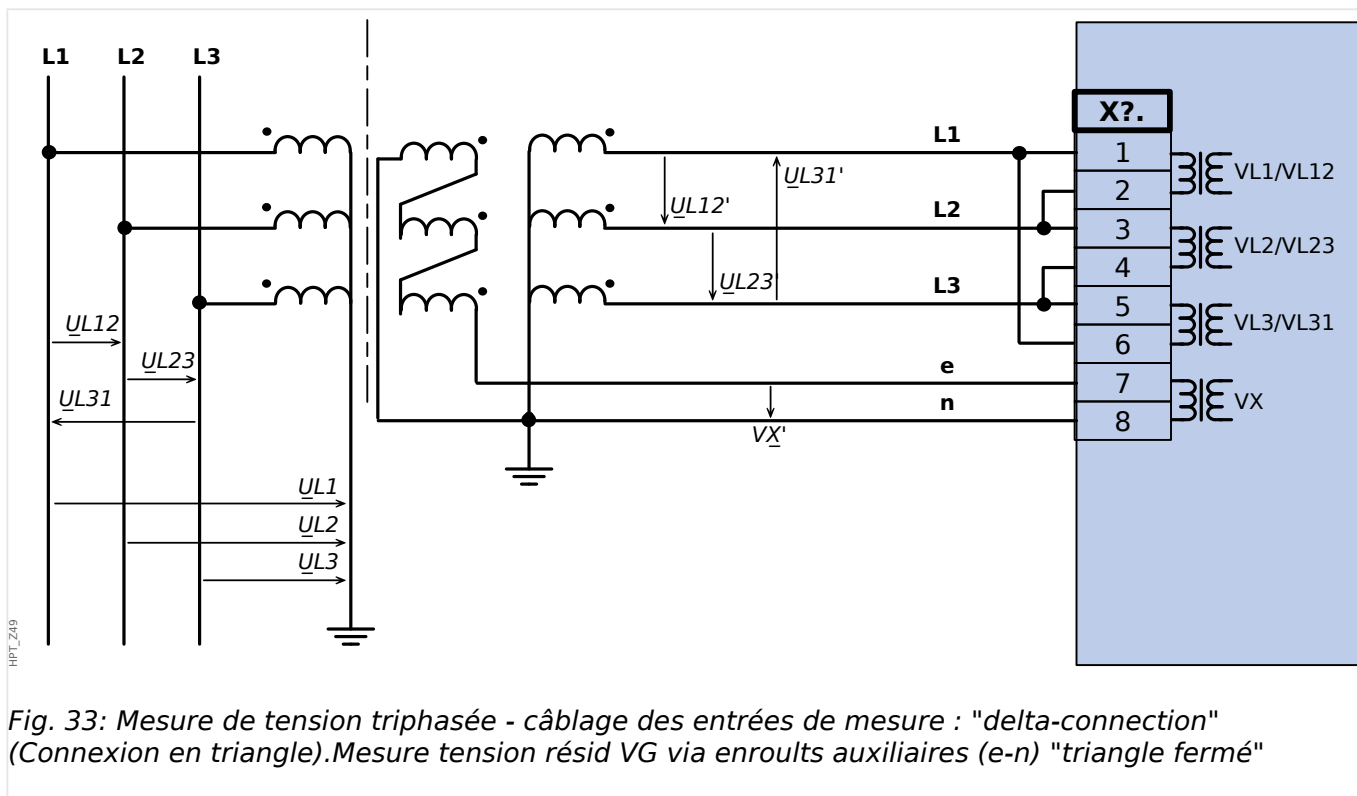 L1 L2 L3
X?.
L1
1
UL31'
VL1/VL12
2
UL12'
L2
3
VL2/VL23
4
UL23'
L3
5
UL12
VL3/VL31
6
UL23
e
7
UL31
n
VX
8
VX'
UL1
UL2
UL3
HPT_Z49
Fig. 33: Mesure de tension triphasée - câblage des entrées de mesure : "delta-connection"
(Connexion en triangle).Mesure tension résid VG via enroults auxiliaires (e-n) "triangle fermé"